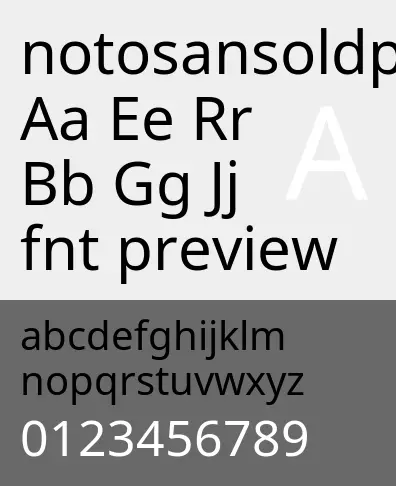 notosansoldp
Aa Ee Rr
A
Bb Gg Jj
fnt preview
abcdefghijklm
nopqrstuvwxyz
0123456789